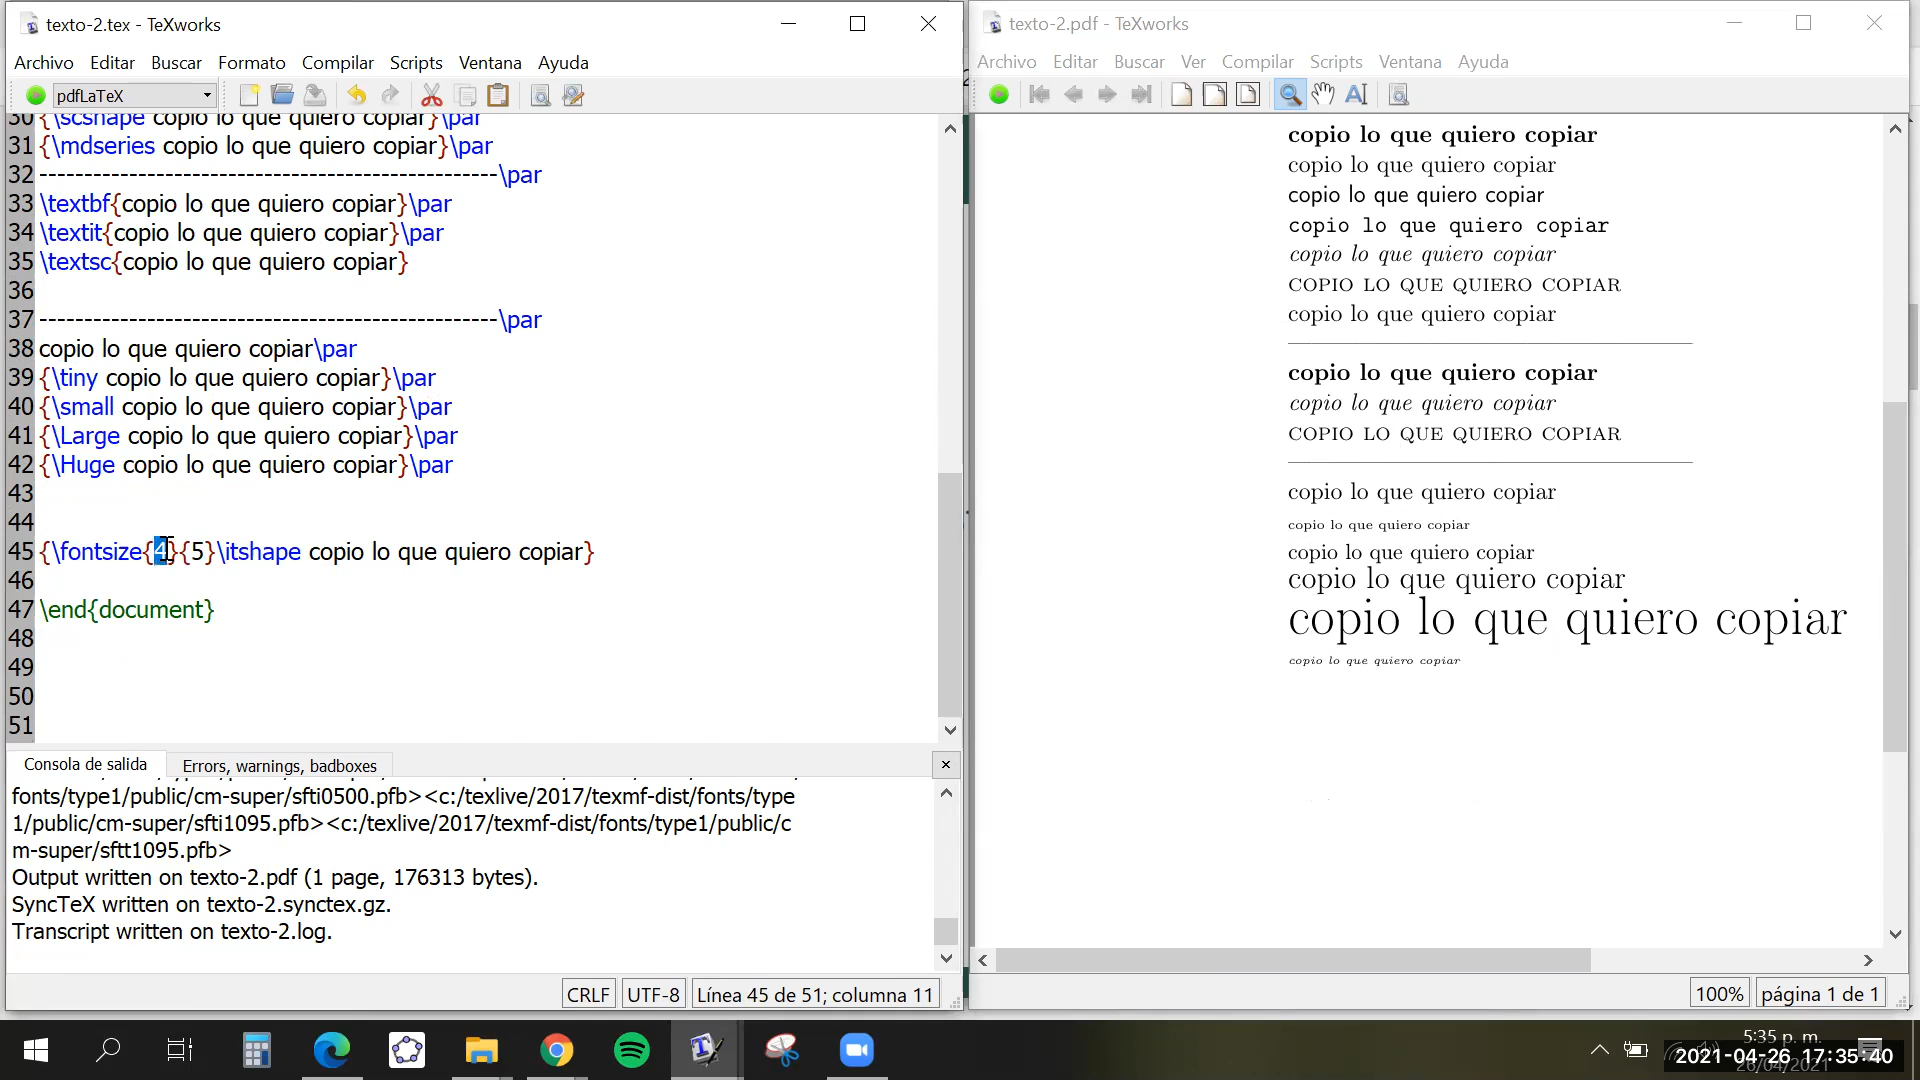 texto-2.tex - TeXworks
Archivo Editar Buscar Formato Compilar Scripts Ventana Ayuda
pdfLaTeX
30 {\scshape copio lo que quiero copiar}\par
31 {\mdseries copio lo que quiero copiar}\par
32 ---------------------------------------------------\par
33 \textbf{copio lo que quiero copiar}\par
34 \textit{copio lo que quiero copiar}\par
35 \textsc{copio lo que quiero copiar}
36
37 ---------------------------------------------------\par
38 copio lo que quiero copiar\par
39 {\tiny copio lo que quiero copiar}\par
40 {\small copio lo que quiero copiar}\par
41 {\Large copio lo que quiero copiar}\par
42 {\Huge copio lo que quiero copiar}\par
43
44
45 {\fontsize{4}{5}\itshape copio lo que quiero copiar}
46
47 \end{document}
48
49
50
51
Consola de salida Errors, warnings, badboxes
fonts/type1/public/cm-super/sfti0500.pfb><c:/texlive/2017/texmf-dist/fonts/type
1/public/cm-super/sfti1095.pfb><c:/texlive/2017/texmf-dist/fonts/type1/public/c
m-super/sftt1095.pfb>
Output written on texto-2.pdf (1 page, 176313 bytes).
SyncTeX written on texto-2.synctex.gz.
Transcript written on texto-2.log.
CRLF UTF-8 Línea 45 de 51; columna 11
texto-2.pdf - TeXworks
Archivo Editar Buscar Ver Compilar Scripts Ventana Ayuda
copio lo que quiero copiar
copio lo que quiero copiar
copio lo que quiero copiar
copio lo que quiero copiar
copio lo que quiero copiar
COPIO LO QUE QUIERO COPIAR
copio lo que quiero copiar
copio lo que quiero copiar
copio lo que quiero copiar
COPIO LO QUE QUIERO COPIAR
copio lo que quiero copiar
copio lo que quiero copiar
copio lo que quiero copiar
copio lo que quiero copiar
copio lo que quiero copiar
copio lo que quiero copiar
100% página 1 de 1
5:35 p. m.
2021-04-26 17:35:40
26/04/2021